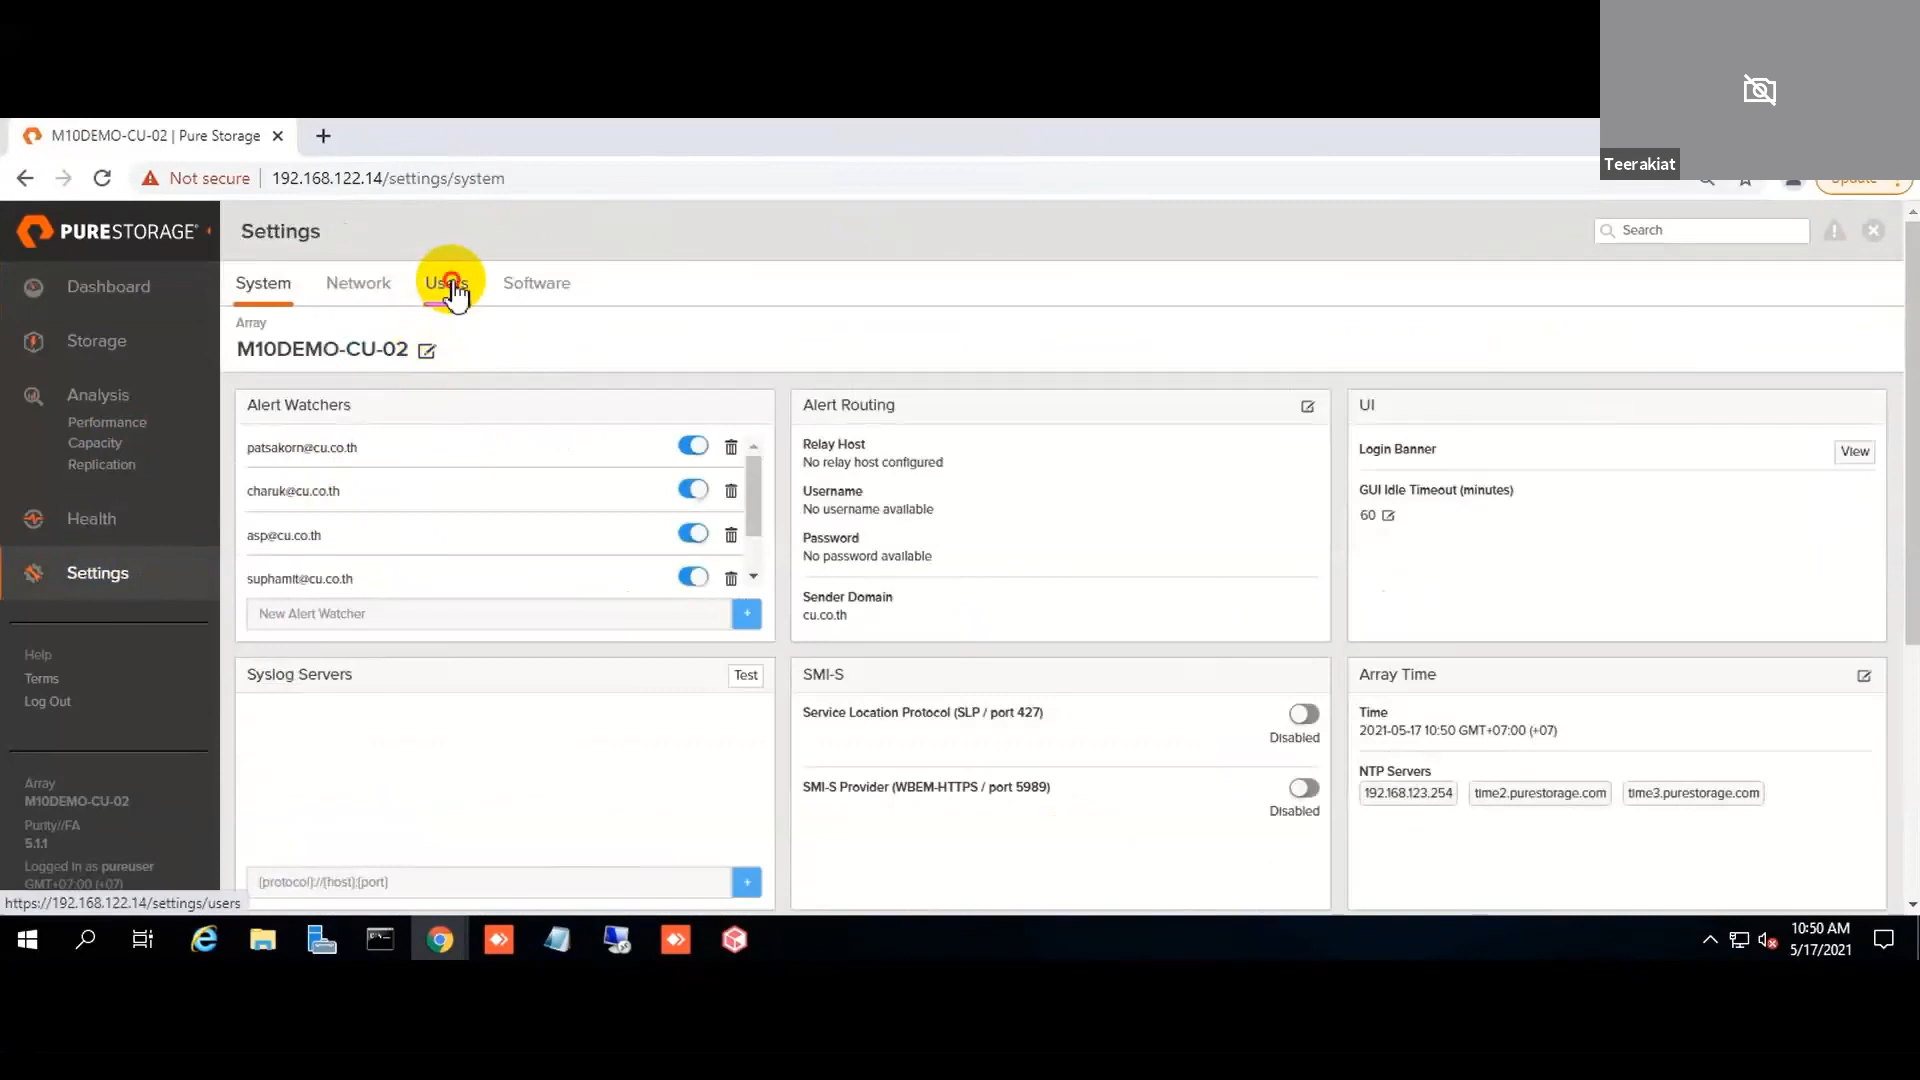 Teerakiat
M10DEMO-CU-02 | Pure Storage
Not secure
192.168.122.14/settings/system
Update
PURESTORAGE®
Settings
Search
System
Network
Users
Software
Array
M10DEMO-CU-02
Dashboard
Storage
Analysis
Performance
Capacity
Replication
Health
Settings
Help
Terms
Log Out
Array
M10DEMO-CU-02
Purity//FA
5.1.1
Logged in as pureuser
GMT+07:00 (+07)
Alert Watchers
patsakorn@cu.co.th
charuk@cu.co.th
asp@cu.co.th
suphamit@cu.co.th
New Alert Watcher
+
Alert Routing
Relay Host
No relay host configured
Username
No username available
Password
No password available
Sender Domain
cu.co.th
UI
Login Banner
View
GUI Idle Timeout (minutes)
60
Syslog Servers
Test
{protocol}://{host}:{port}
+
SMI-S
Service Location Protocol (SLP / port 427)
Disabled
SMI-S Provider (WBEM-HTTPS / port 5989)
Disabled
Array Time
Time
2021-05-17 10:50 GMT+07:00 (+07)
NTP Servers
192.168.123.254
time2.purestorage.com
time3.purestorage.com
https://192.168.122.14/settings/users
10:50 AM
5/17/2021